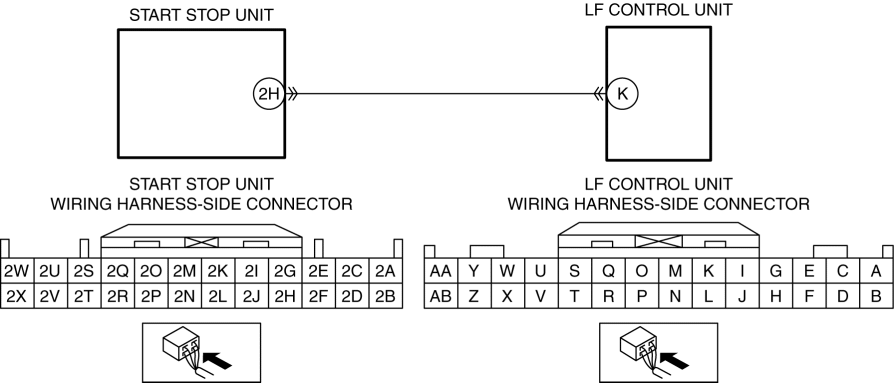 START STOP UNIT
LF CONTROL UNIT
2H
K
START STOP UNIT
WIRING HARNESS-SIDE CONNECTOR
2W 2U 2S 2Q 2O 2M 2K 2I 2G 2E 2C 2A
2X 2V 2T 2R 2P 2N 2L 2J 2H 2F 2D 2B
LF CONTROL UNIT
WIRING HARNESS-SIDE CONNECTOR
AA Y W U S Q O M K I G E C A
AB Z X V T R P N L J H F D B